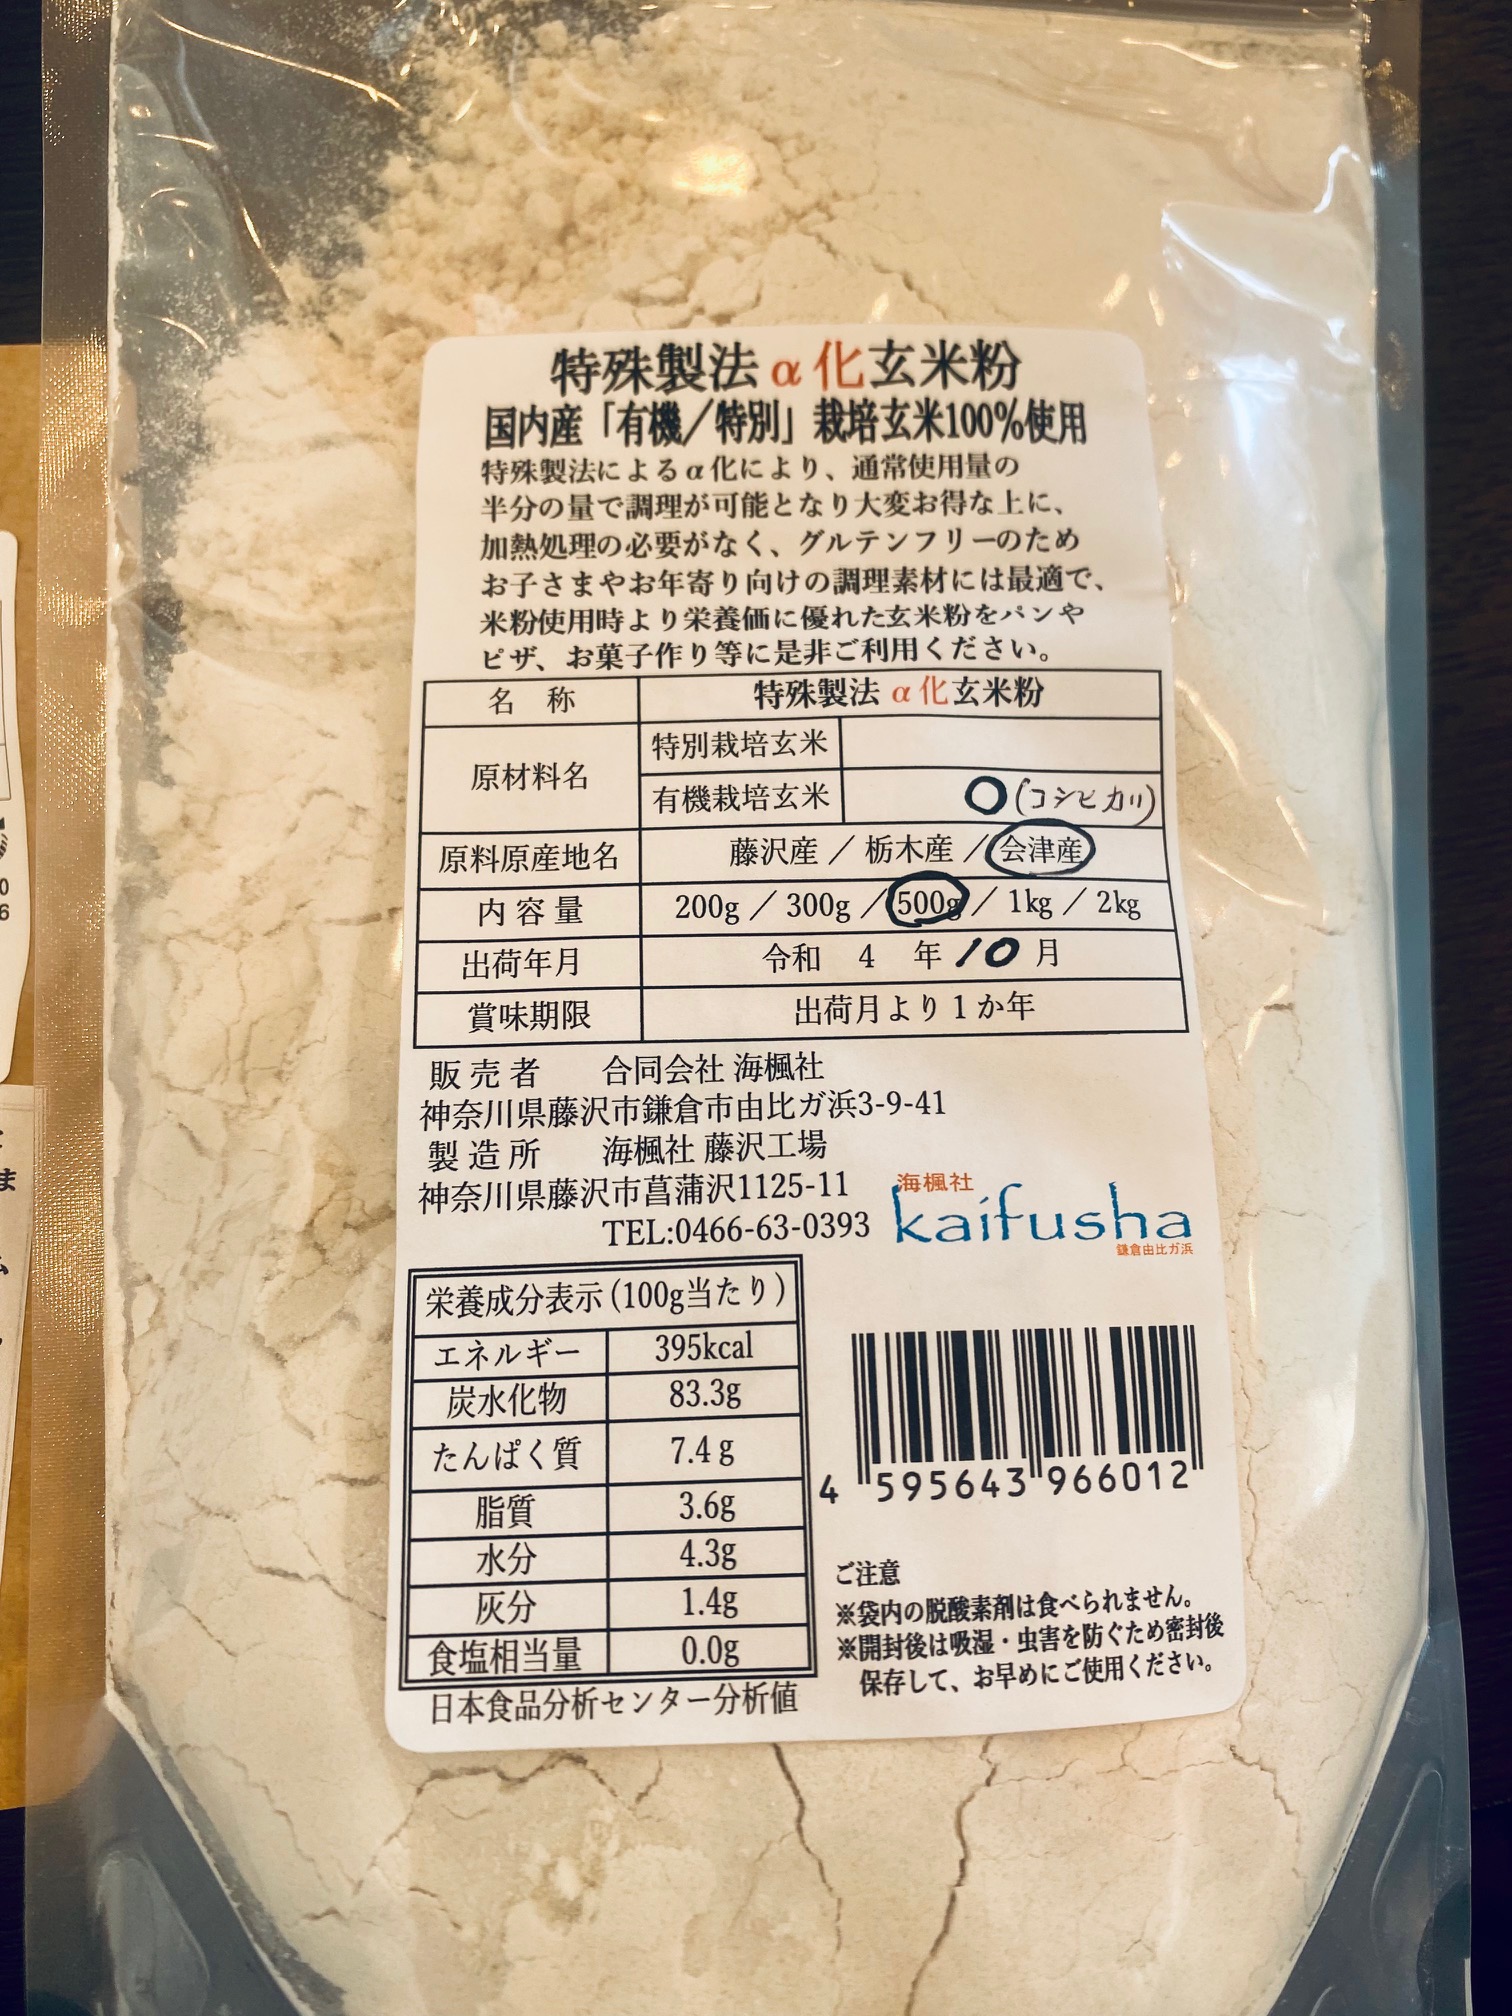 特殊製法α化玄米粉
国内産「有機/特別」栽培玄米100%使用
特殊製法によるα化により、通常使用量の
半分の量で調理が可能となり大変お得な上に、
加熱処理の必要がなく、グルテンフリーのため
お子さまやお年寄り向けの調理素材には最適で、
米粉使用時より栄養価に優れた玄米粉をパンや
ピザ、お菓子作り等に是非ご利用ください。
名 称 特殊製法α化玄米粉
原材料名 特別栽培玄米
有機栽培玄米 ○(コシヒカリ)
原料原産地名 藤沢産/栃木産/会津産
内容量 200g/300g/500g/1kg/2kg
出荷年月 令和 4 年 10 月
賞味期限 出荷月より1か年
販売者 合同会社 海楓社
神奈川県藤沢市鎌倉市由比ガ浜3-9-41
製造所 海楓社 藤沢工場
神奈川県藤沢市菖蒲沢1125-11
TEL:0466-63-0393
海楓社
kaifusha
鎌倉由比ガ浜
栄養成分表示(100g当たり)
エネルギー 395kcal
炭水化物 83.3g
たんぱく質 7.4g
脂質 3.6g
水分 4.3g
灰分 1.4g
食塩相当量 0.0g
日本食品分析センター分析値
4 595643 966012
ご注意
※袋内の脱酸素剤は食べられません。
※開封後は吸湿・虫害を防ぐため密封後
保存して、お早めにご使用ください。